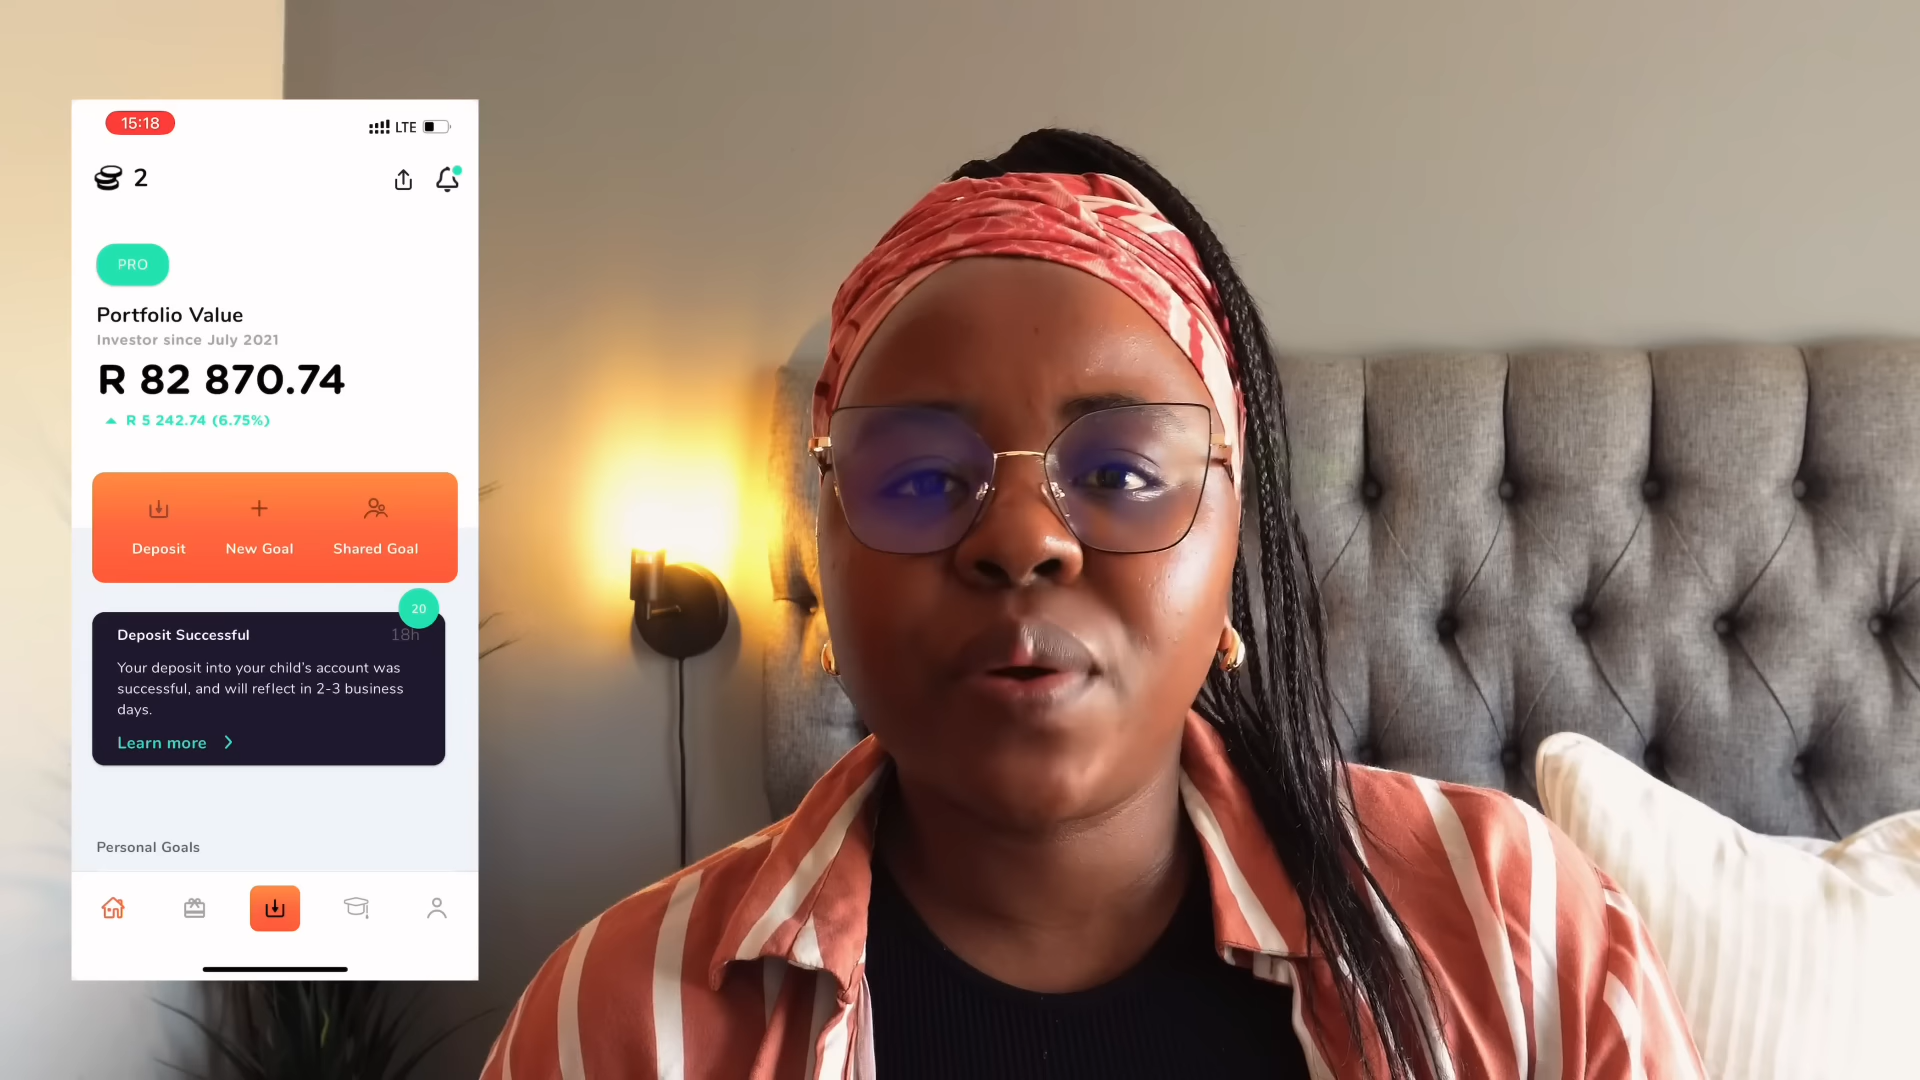 15:18
LTE
2
PRO
Portfolio Value
Investor since July 2021
R 82 870.74
R 5 242.74 (6.75%)
Deposit
New Goal
Shared Goal
20
Deposit Successful
18h
Your deposit into your child's account was
successful, and will reflect in 2-3 business
days.
Learn more
Personal Goals